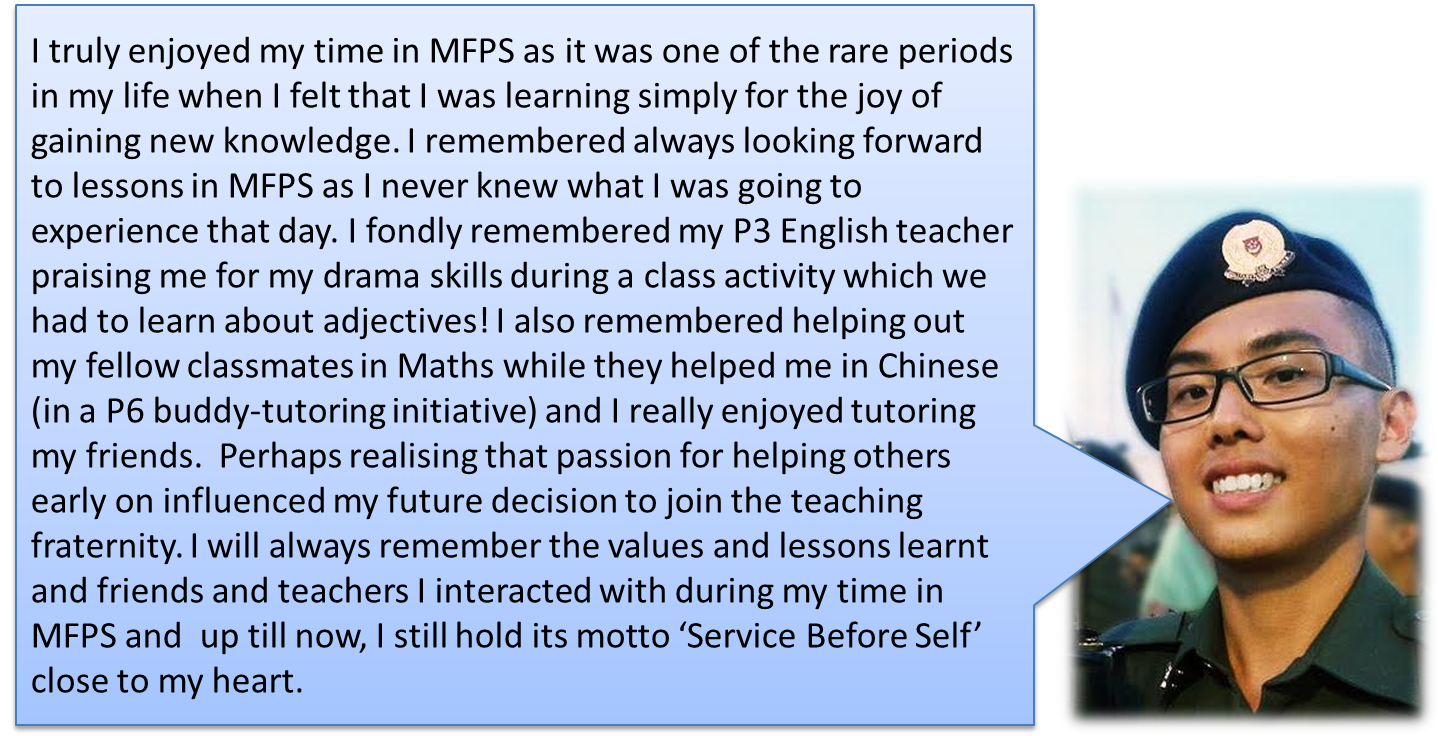 I truly enjoyed my time in MFPS as it was one of the rare periods
in my life when I felt that I was learning simply for the joy of
gaining new knowledge. I remembered always looking forward
to lessons in MFPS as I never knew what I was going to
experience that day. I fondly remembered my P3 English teacher
praising me for my drama skills during a class activity which we
had to learn about adjectives! I also remembered helping out
my fellow classmates in Maths while they helped me in Chinese
(in a P6 buddy-tutoring initiative) and I really enjoyed tutoring
my friends.  Perhaps realising that passion for helping others
early on influenced my future decision to join the teaching
fraternity. I will always remember the values and lessons learnt
and friends and teachers I interacted with during my time in
MFPS and  up till now, I still hold its motto ‘Service Before Self’
close to my heart.